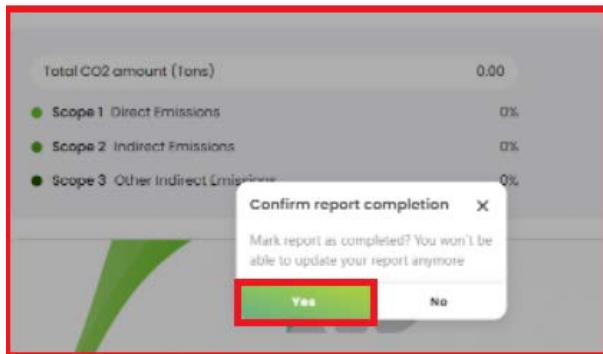 Total CO2 amount (Tons) 0.00
Scope 1 Direct Emissions 0%
Scope 2 Indirect Emissions 0%
Scope 3 Other Indirect Emissions 0%
Confirm report completion X
Mark report as completed? You won't be
able to update your report anymore
Yes No